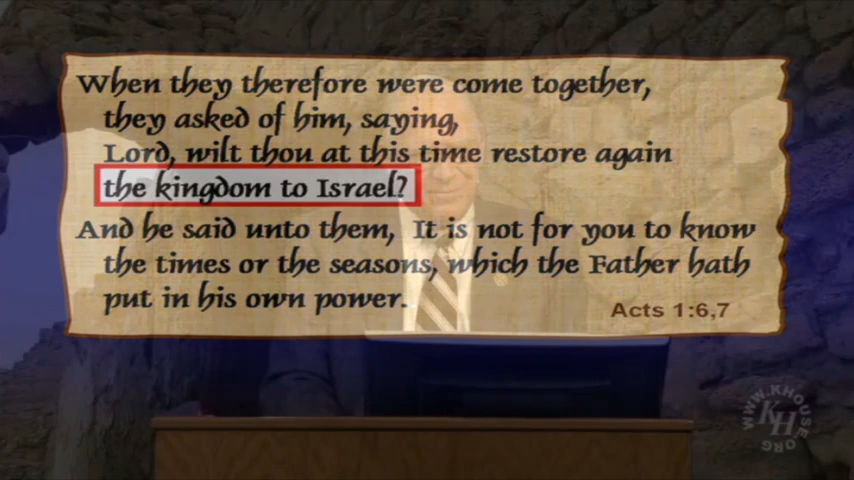 When they therefore were come together,
they asked of him, saying,
Lord, wilt thou at this time restore again
the kingdom to Israel?
And he said unto them, It is not for you to know
the times or the seasons, which the Father hath
put in his own power.
Acts 1:6,7
WWW.KHOUSE.ORG
KH